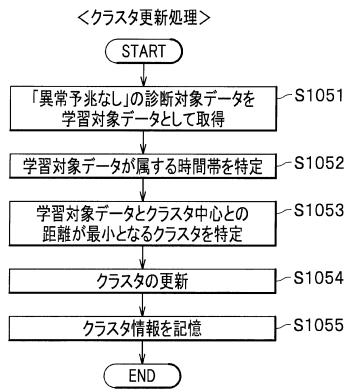 <クラスタ更新処理>
START
「異常予兆なし」の診断対象データを
学習対象データとして取得
S1051
学習対象データが属する時間帯を特定
S1052
学習対象データとクラスタ中心との
距離が最小となるクラスタを特定
S1053
クラスタの更新
S1054
クラスタ情報を記憶
S1055
END